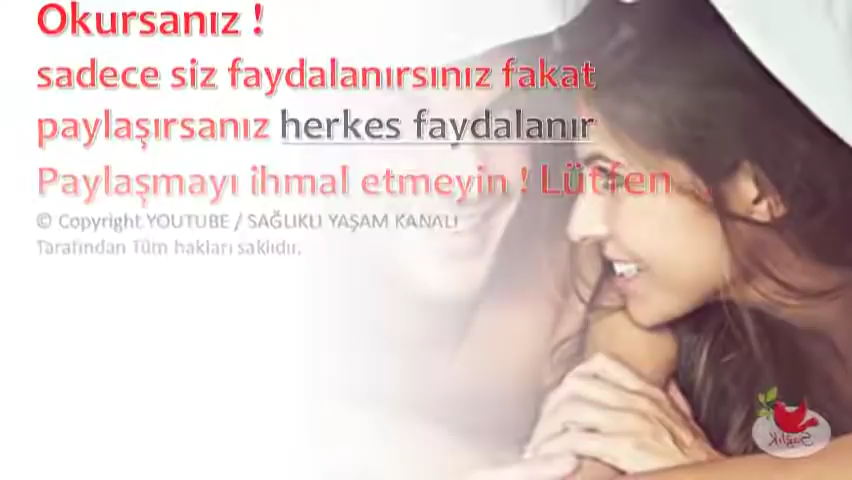 Okursanız !
sadece siz faydalanırsınız fakat
paylaşırsanız herkes faydalanır
Paylaşmayı ihmal etmeyin ! Lütfen
© Copyright YOUTUBE / SAĞLIKLI YAŞAM KANALI
Tarafından Tüm hakları saklıdır.
Sağlık